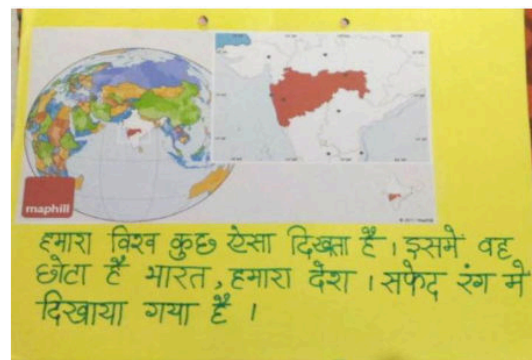 maphill
हमारा विश्व कुछ ऐसा दिखता है। इसमें वह
छोटा है भारत, हमारा देश । सफेद रंग में
दिखाया गया है ।